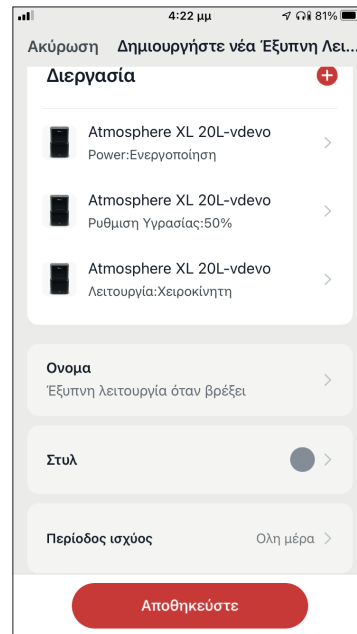 4:22 μμ
81%
Ακύρωση Δημιουργήστε νέα Έξυπνη Λει...
Διεργασία
Atmosphere XL 20L-vdevo
Power:Ενεργοποίηση
Atmosphere XL 20L-vdevo
Ρυθμιση Υγρασίας:50%
Atmosphere XL 20L-vdevo
Λειτουργία:Χειροκίνητη
Ονομα
Έξυπνη λειτουργία όταν βρέξει
Στυλ
Περίοδος ισχύος Ολη μέρα
Αποθηκεύστε